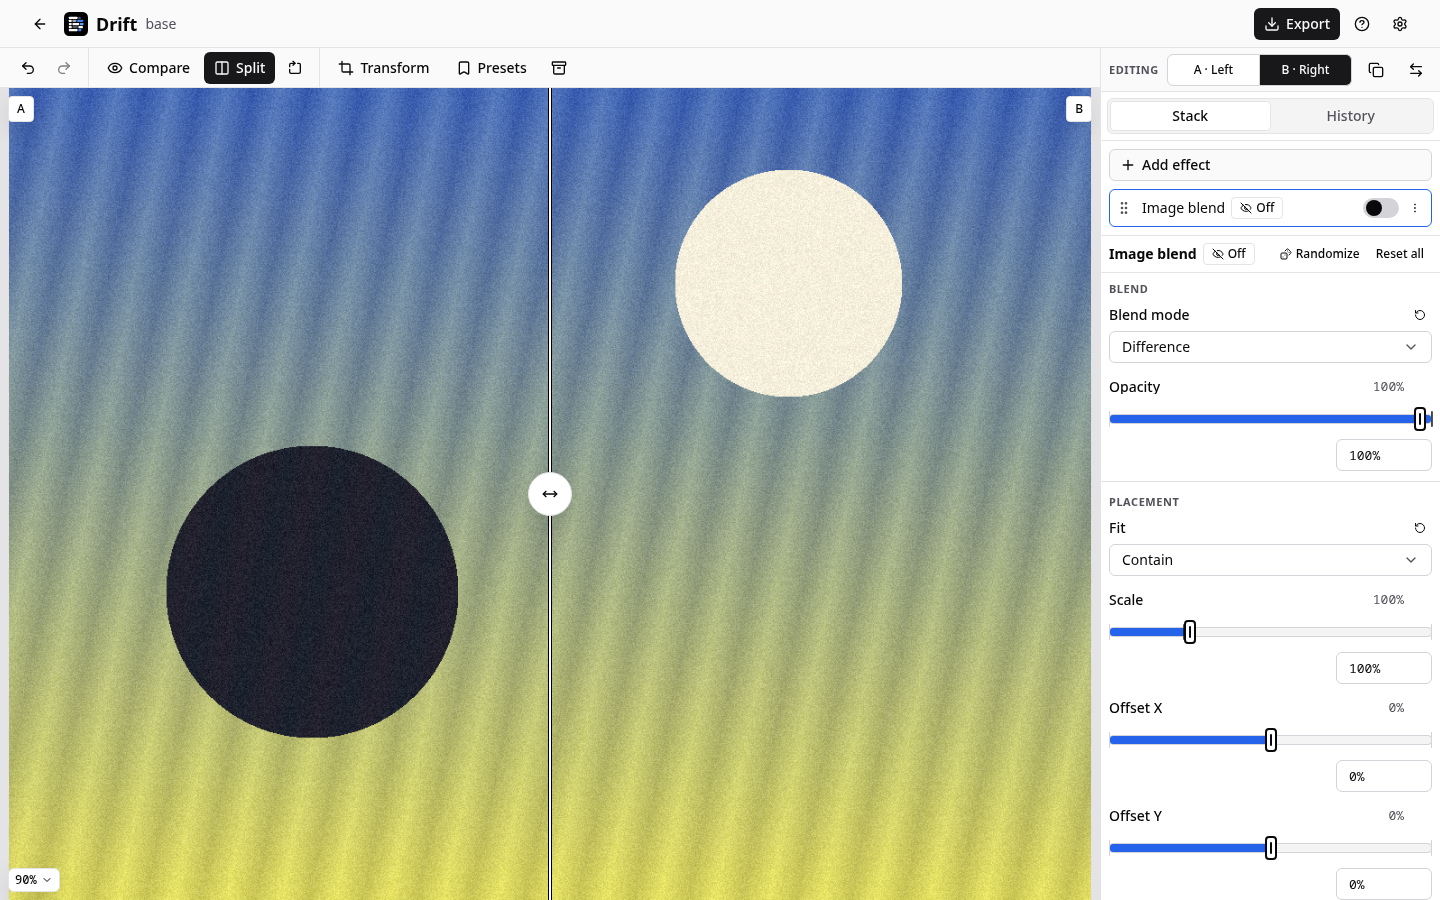 Drift base
Export
Compare
Split
Transform
Presets
EDITING
A · Left
B · Right
Stack
History
A
B
Add effect
Image blend
Off
Image blend
Off
Randomize
Reset all
BLEND
Blend mode
Difference
Opacity
100%
100%
PLACEMENT
Fit
Contain
Scale
100%
100%
Offset X
0%
0%
Offset Y
0%
0%
90%